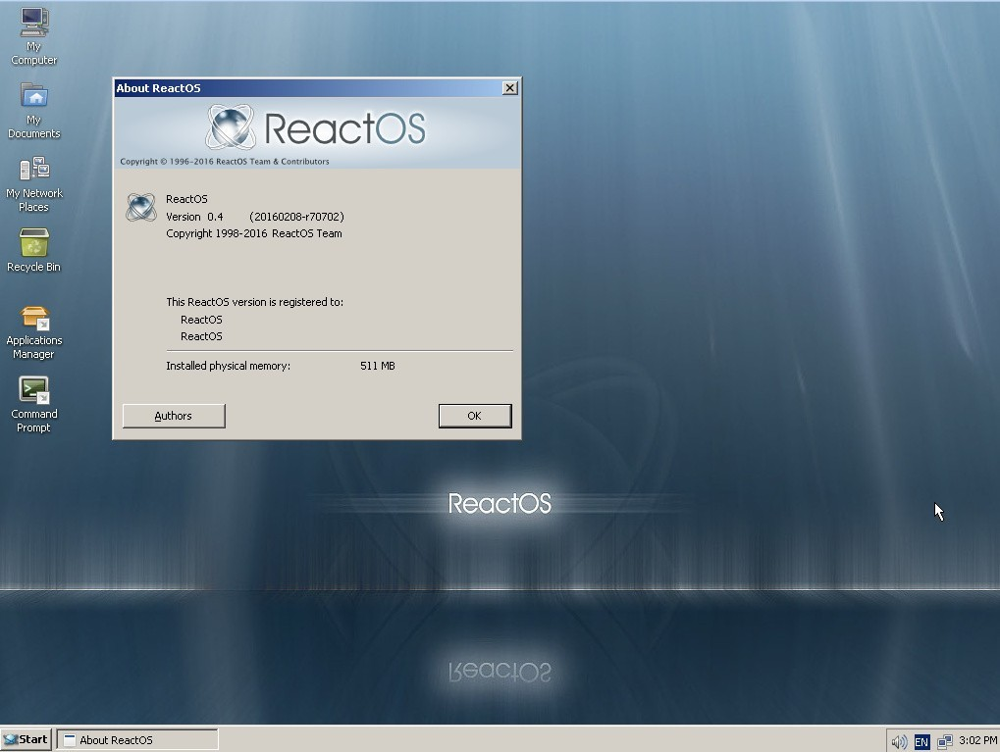 My
Computer
My
Documents
My Network
Places
Recycle Bin
Applications
Manager
Command
Prompt
About ReactOS
ReactOS
Copyright © 1996-2016 ReactOS Team & Contributors
ReactOS
Version 0.4 (20160208-r70702)
Copyright 1998-2016 ReactOS Team
This ReactOS version is registered to:
ReactOS
ReactOS
Installed physical memory: 511 MB
Authors OK
ReactOS
ReactOS
Start About ReactOS EN 3:02 PM